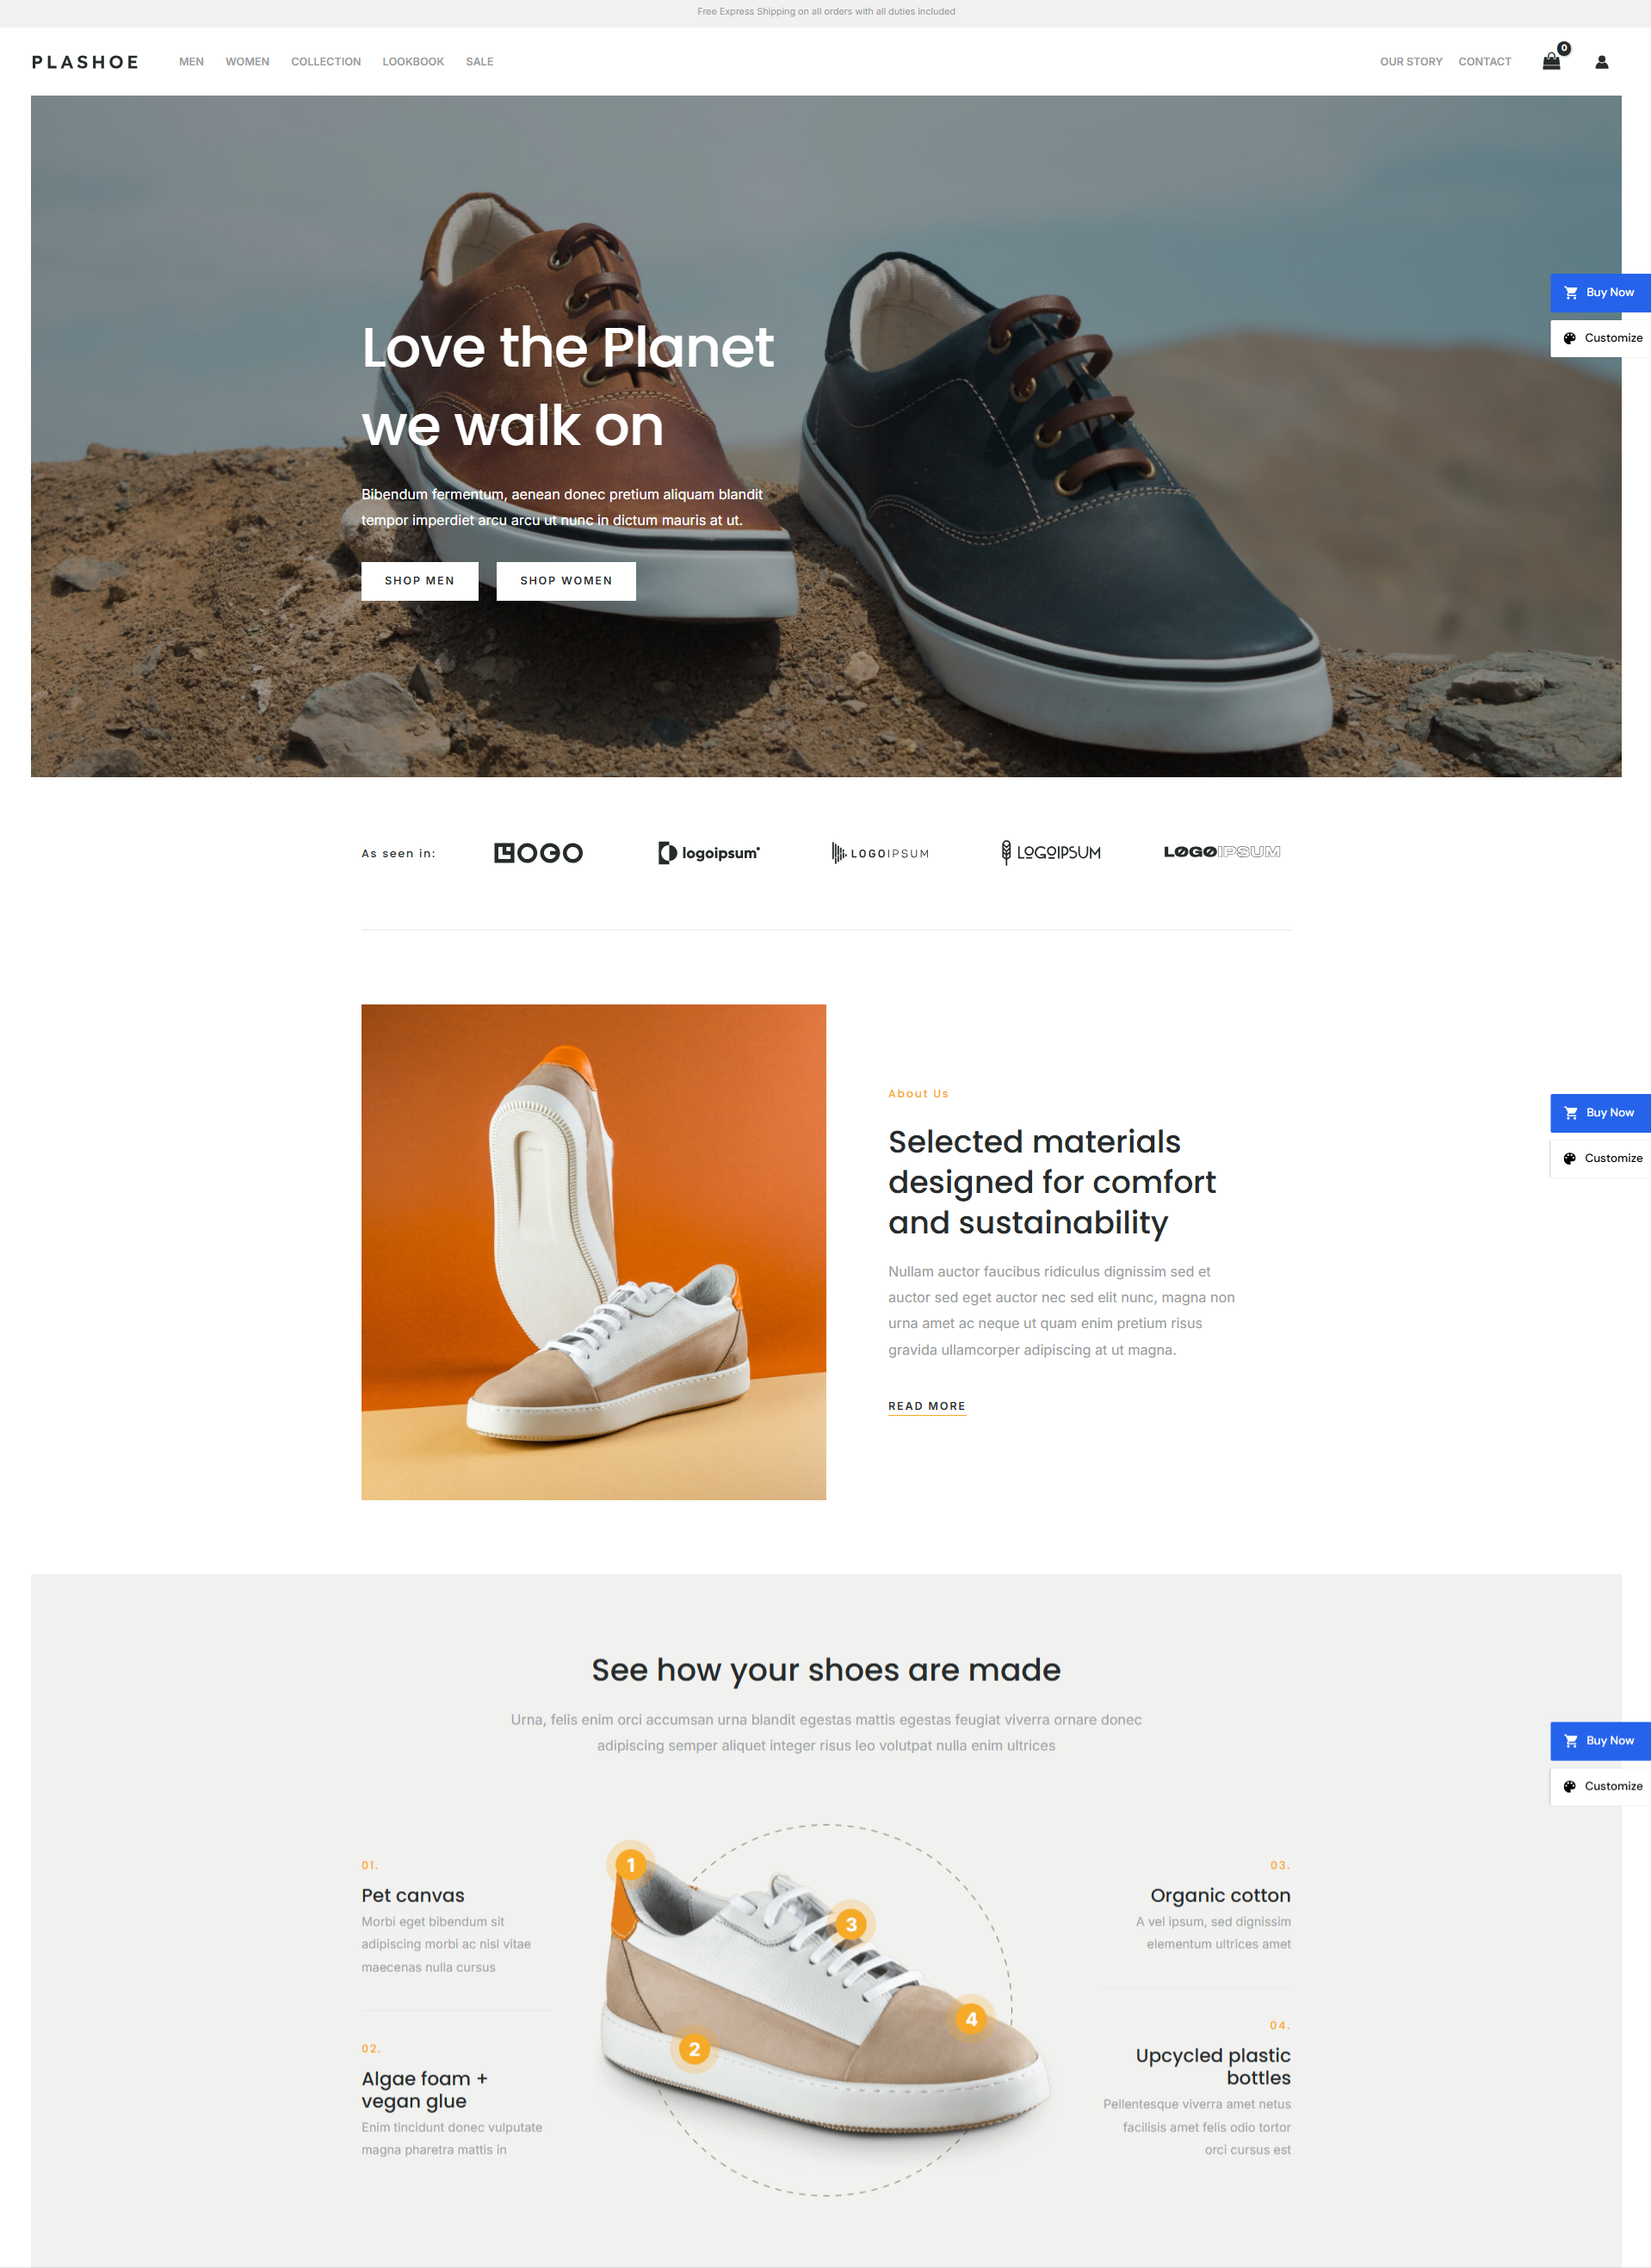 Free Express Shipping on all orders with all duties included
PLASHOE
MEN WOMEN COLLECTION LOOKBOOK SALE
OUR STORY CONTACT
0
Buy Now
Customize
Love the Planet
we walk on
Bibendum fermentum, aenean donec pretium aliquam blandit
tempor imperdiet arcu arcu ut nunc in dictum mauris at ut.
SHOP MEN SHOP WOMEN
As seen in: LOGO logoipsum LOGOIPSUM LOGOIPSUM LOGOIPSUM
About Us
Buy Now
Customize
Selected materials
designed for comfort
and sustainability
Nullam auctor faucibus ridiculus dignissim sed et
auctor sed eget auctor nec sed elit nunc, magna non
urna amet ac neque ut quam enim pretium risus
gravida ullamcorper adipiscing at ut magna.
READ MORE
See how your shoes are made
Urna, felis enim orci accumsan urna blandit egestas mattis egestas feugiat viverra ornare donec
adipiscing semper aliquet integer risus leo volutpat nulla enim ultrices
Buy Now
Customize
01.
Pet canvas
Morbi eget bibendum sit
adipiscing morbi ac nisl vitae
maecenas nulla cursus
02.
Algae foam +
vegan glue
Enim tincidunt donec vulputate
magna pharetra mattis in
1
3
4
2
03.
Organic cotton
A vel ipsum, sed dignissim
elementum ultrices amet
04.
Upcycled plastic
bottles
Pellentesque viverra amet netus
facilisis amet felis odio tortor
orci cursus est